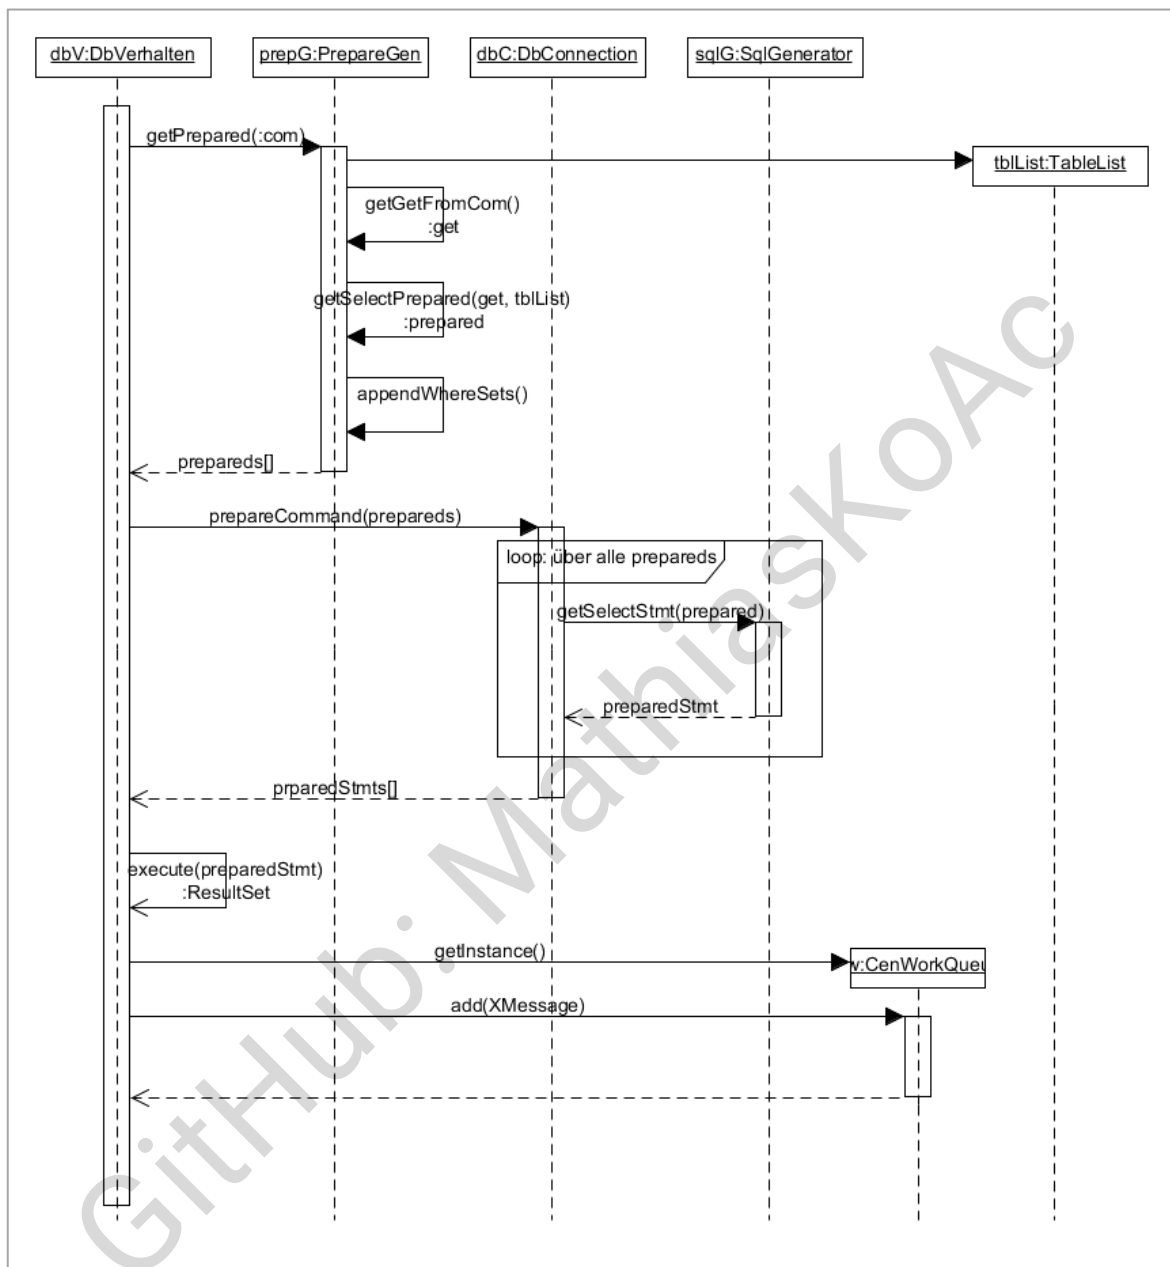 dbV:DbVerhalten
prepG:PrepareGen
dbC:DbConnection
sqlG:SqlGenerator
getPrepared(:com)
tblList:TableList
getGetFromCom()
:get
getSelectPrepared(get, tblList)
:prepared
appendWhereSets()
prepareds[]
prepareCommand(prepareds)
loop: über alle prepareds
getSelectStmt(prepared)
preparedStmt
prparedStmts[]
execute(preparedStmt)
:ResultSet
getInstance()
:CenWorkQueu
add(XMessage)
GitHub: MathiasKoAc